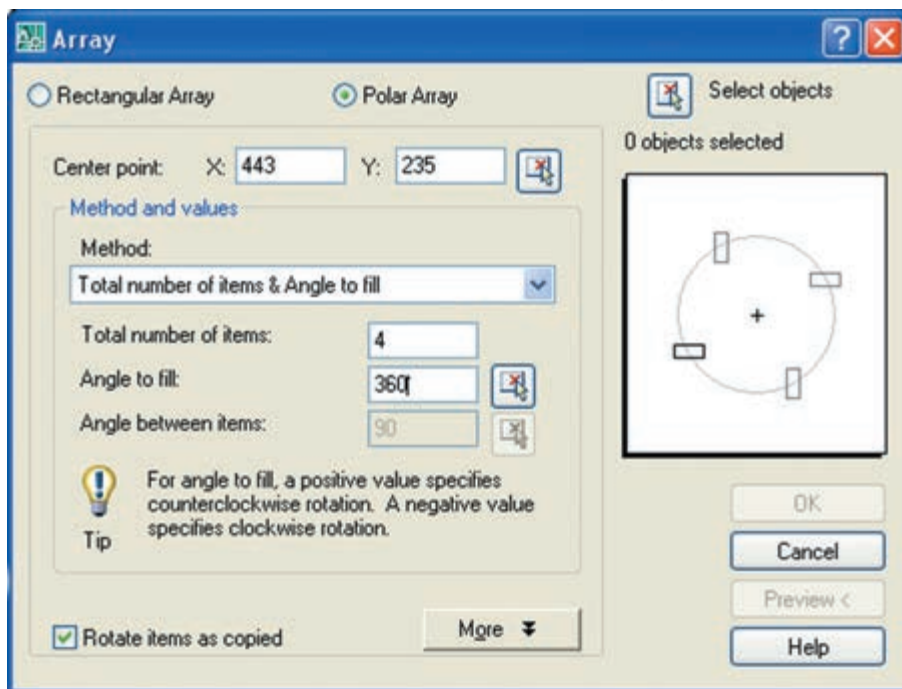 Array
Rectangular Array
Polar Array
Select objects
0 objects selected
Center point: X: 443 Y: 235
Method and values
Method:
Total number of items & Angle to fill
Total number of items: 4
Angle to fill: 360
Angle between items: 90
For angle to fill, a positive value specifies
counterclockwise rotation. A negative value
specifies clockwise rotation.
Tip
Rotate items as copied
More
OK
Cancel
Preview <
Help